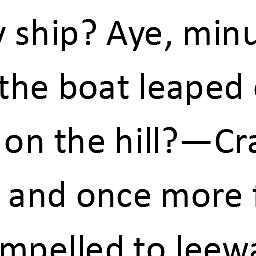 ship? Aye, minu
the boat leaped
on the hill?—Cra
and once more
mpelled to leewa